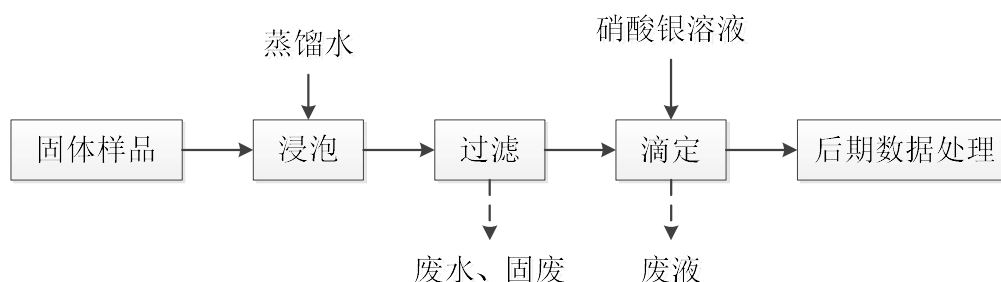 蒸馏水
硝酸银溶液
固体样品
浸泡
过滤
滴定
后期数据处理
废水、固废
废液